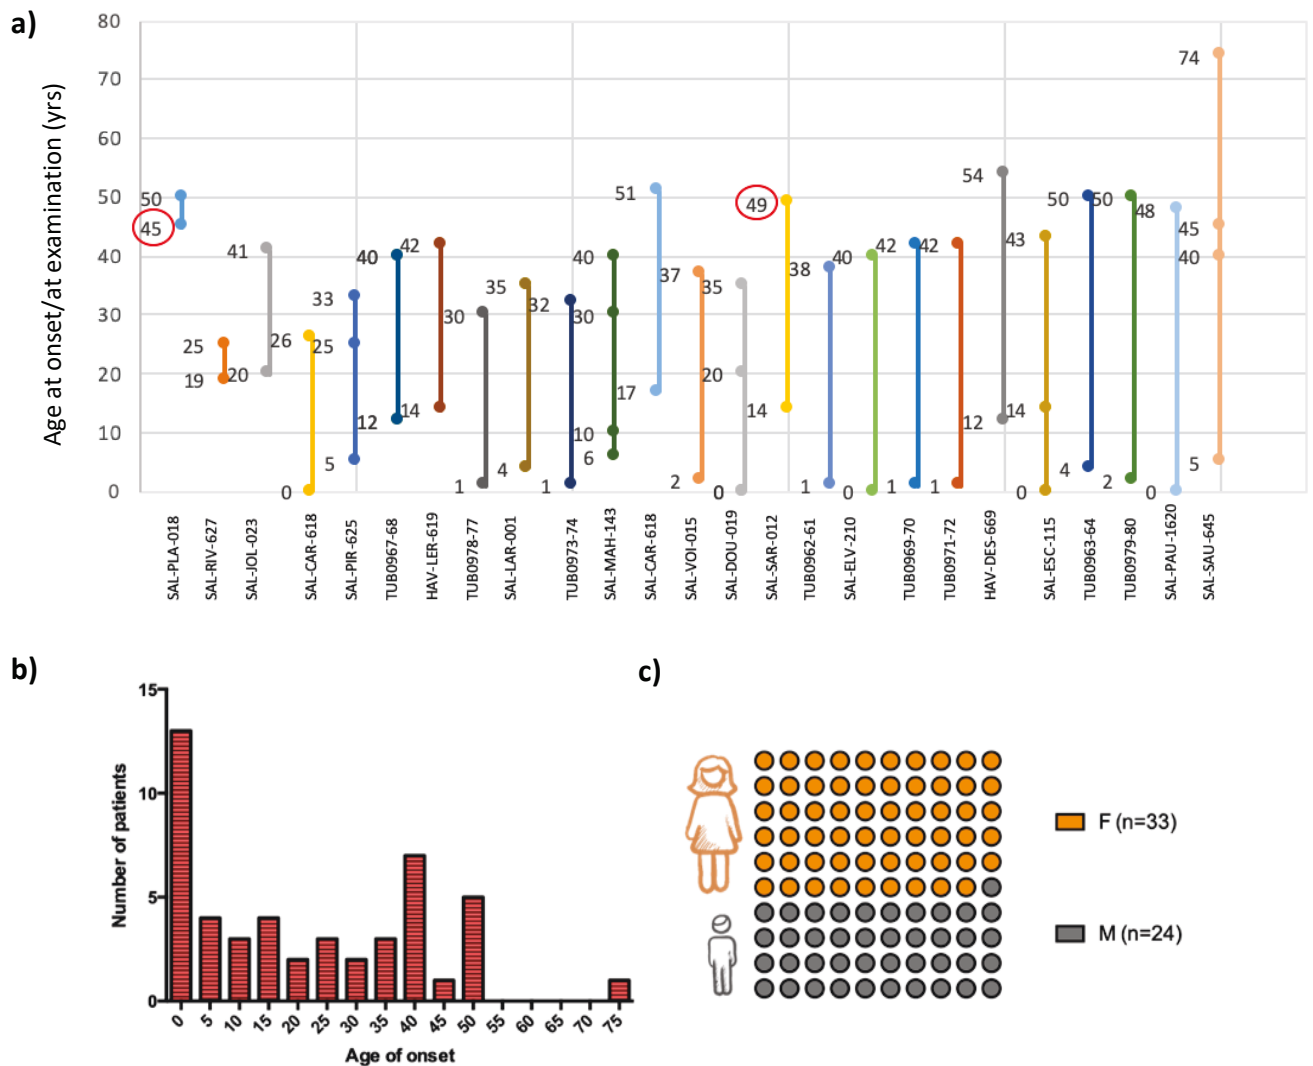 a)
Age at onset/at examination (yrs)
80
70
60
50
40
30
20
10
0
50
45
25
19
41
20
26
0
33
25
12
5
40
12
42
14
30
1
35
4
32
1
40
30
10
6
51
17
37
2
35
20
0
49
14
38
1
40
0
42
1
42
1
54
12
43
14
0
50
4
50
2
48
0
74
45
40
5
SAL-PLA-018
SAL-RIV-627
SAL-JOL-023
SAL-CAR-618
SAL-PIR-625
TUB0967-68
HAV-LER-619
TUB0978-77
SAL-LAR-001
TUB0973-74
SAL-MAH-143
SAL-CAR-618
SAL-VOI-015
SAL-DOU-019
SAL-SAR-012
TUB0962-61
SAL-ELV-210
TUB0969-70
TUB0971-72
HAV-DES-669
SAL-ESC-115
TUB0963-64
TUB0979-80
SAL-PAU-1620
SAL-SAU-645
b)
Number of patients
15
10
5
0
0 5 10 15 20 25 30 35 40 45 50 55 60 65 70 75
Age of onset
c)
F (n=33)
M (n=24)